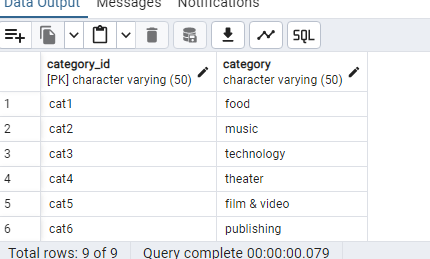 Data Output Messages Notifications
SQL
category_id category
[PK] character varying (50) character varying (50)
1 cat1 food
2 cat2 music
3 cat3 technology
4 cat4 theater
5 cat5 film & video
6 cat6 publishing
Total rows: 9 of 9 Query complete 00:00:00.079